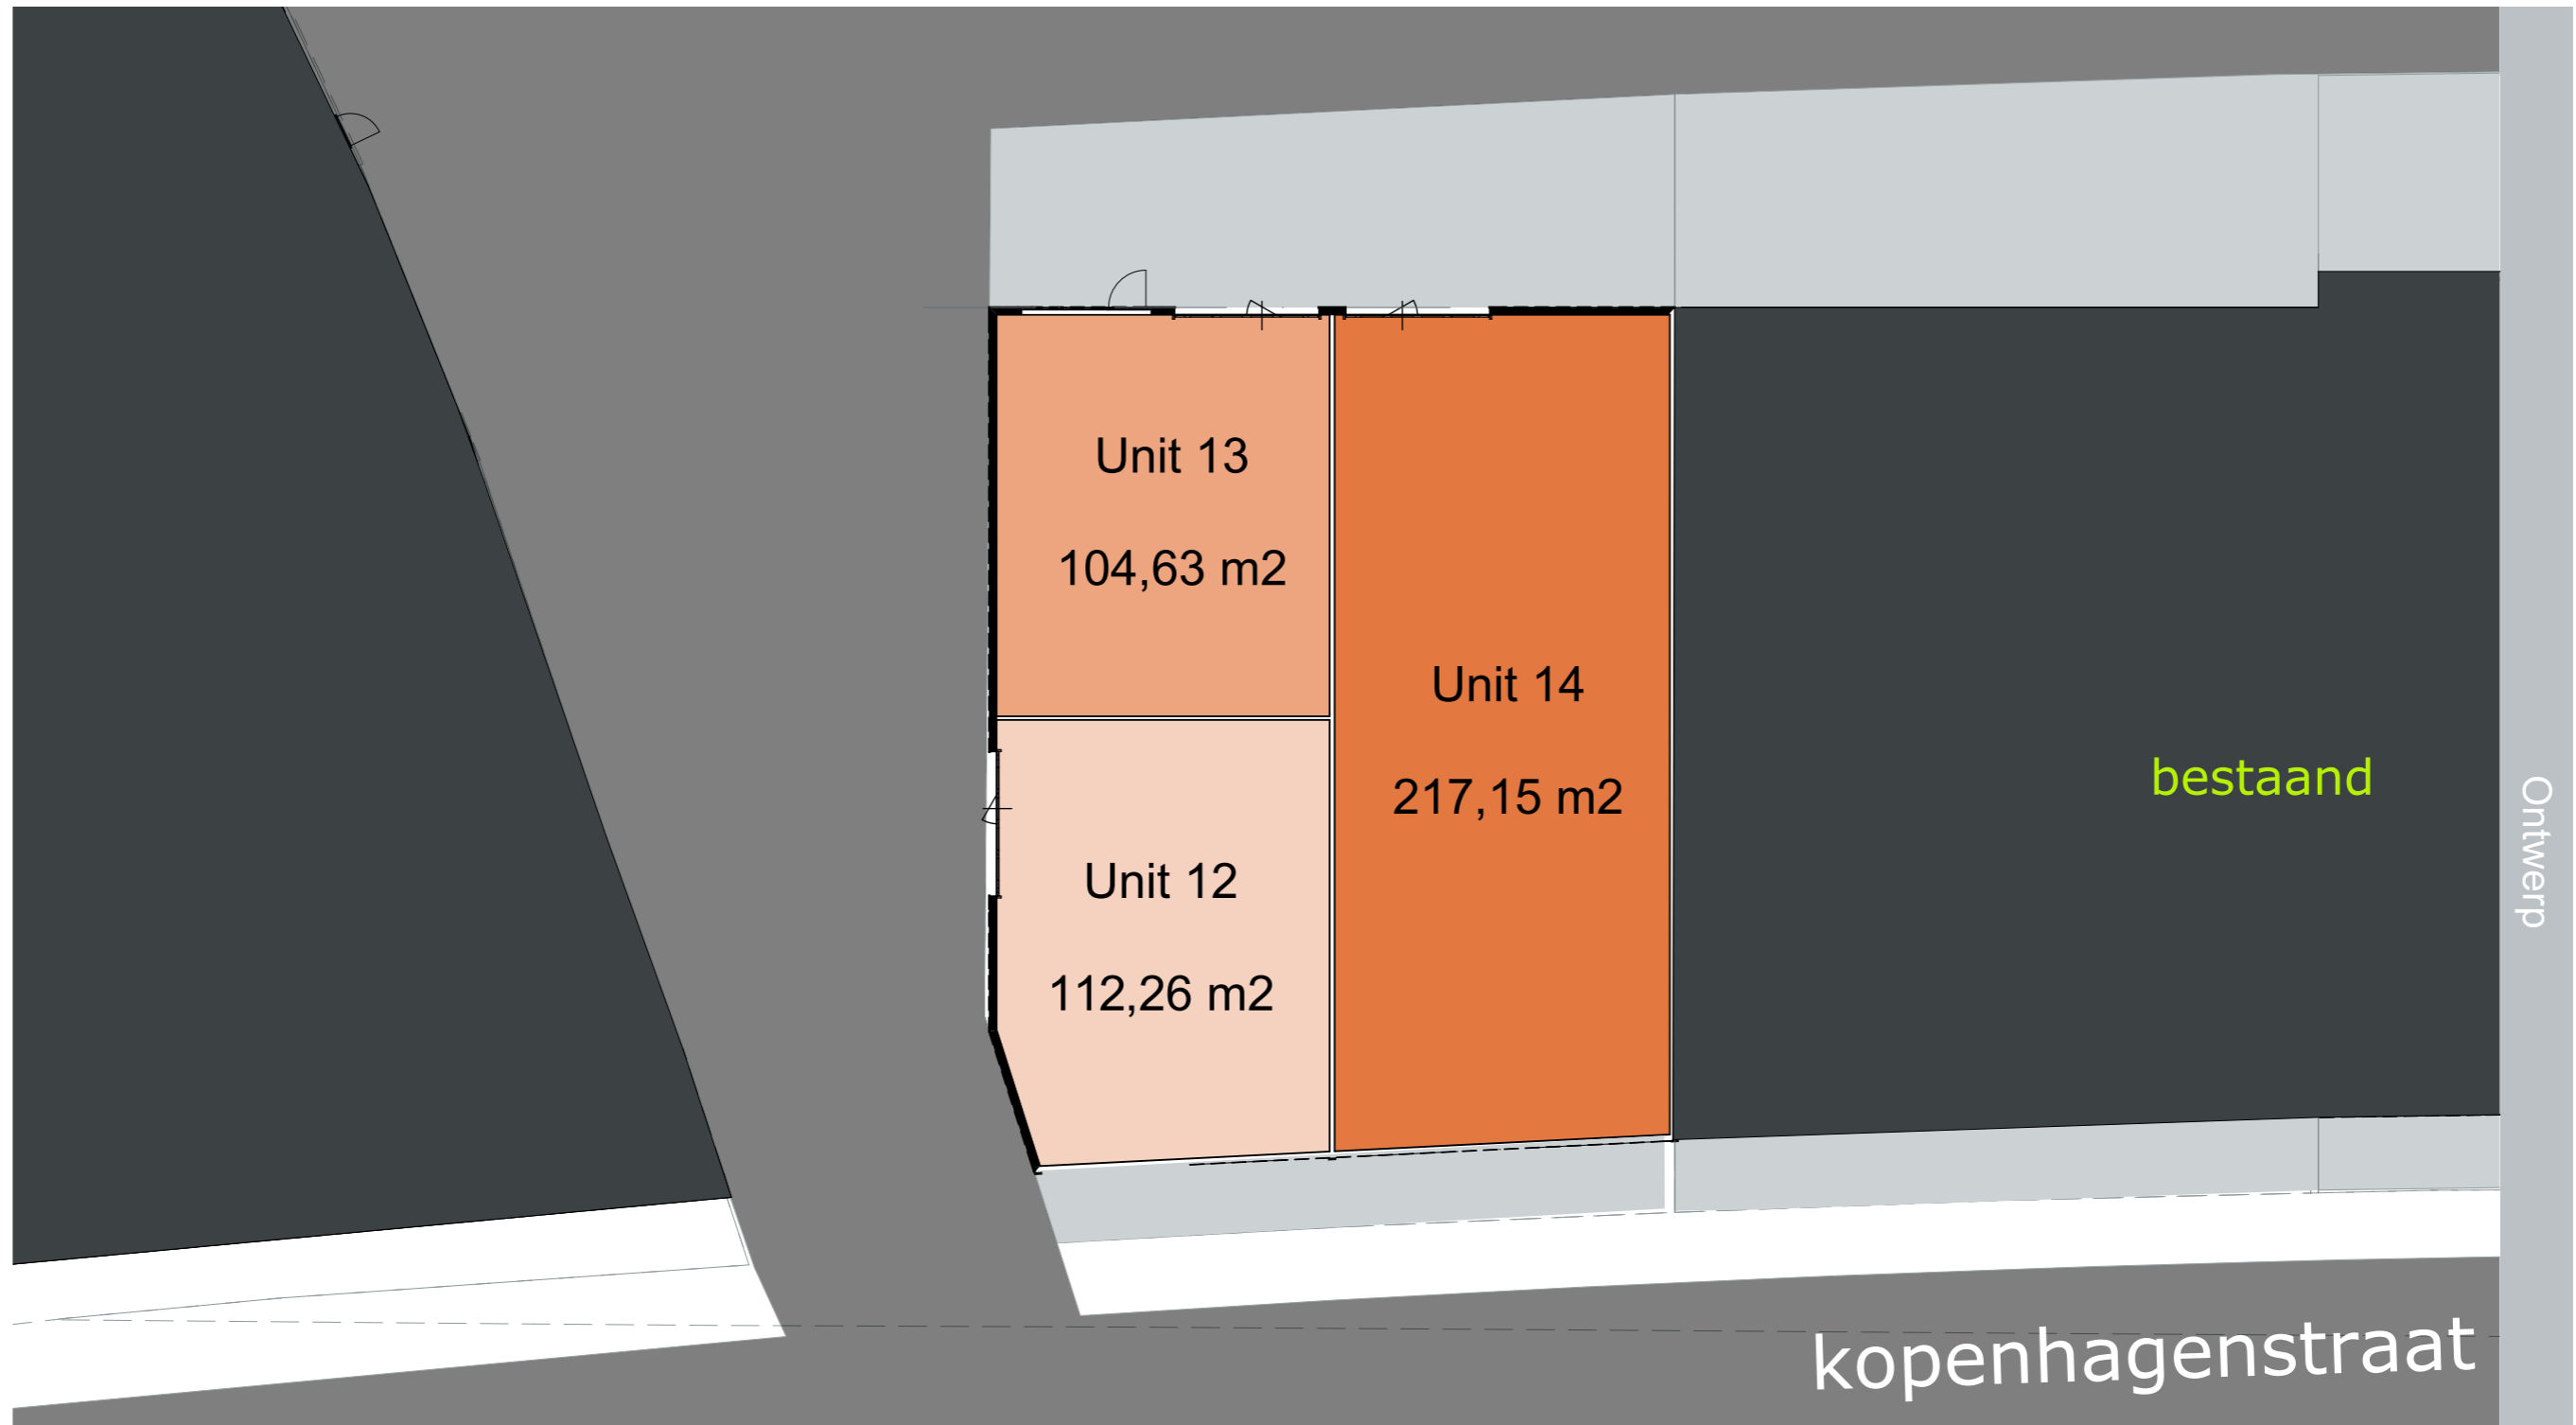 Unit 13
104,63 m2
Unit 14
217,15 m2
Unit 12
112,26 m2
bestaand
Ontwerp
kopenhagenstraat